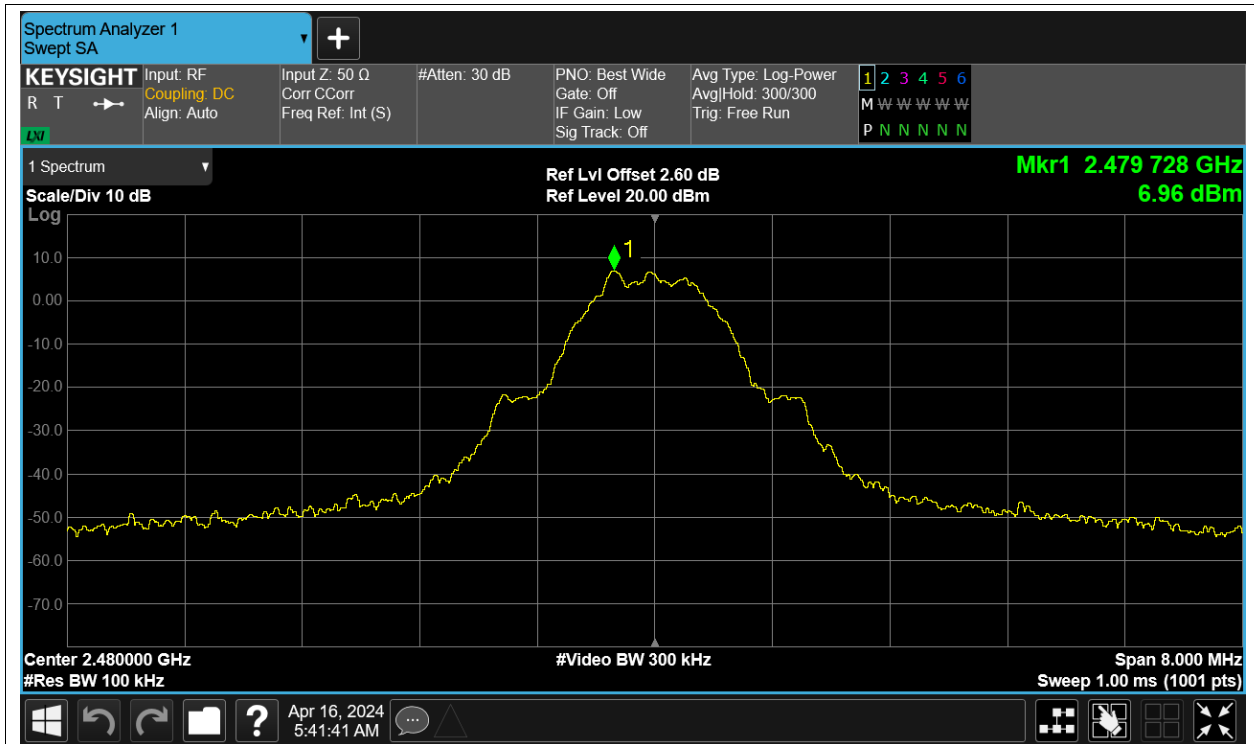 Spectrum Analyzer 1
Swept SA
+
KEYSIGHT
R T
LXI
Input: RF
Coupling: DC
Align: Auto
Input Z: 50 Ω
Corr CCorr
Freq Ref: Int (S)
#Atten: 30 dB
PNO: Best Wide
Gate: Off
IF Gain: Low
Sig Track: Off
Avg Type: Log-Power
Avg|Hold: 300/300
Trig: Free Run
1 2 3 4 5 6
M W W W W W
P N N N N N
1 Spectrum
Scale/Div 10 dB
Log
Ref Lvl Offset 2.60 dB
Ref Level 20.00 dBm
Mkr1 2.479 728 GHz
6.96 dBm
1
10.0
0.00
-10.0
-20.0
-30.0
-40.0
-50.0
-60.0
-70.0
Center 2.480000 GHz
#Res BW 100 kHz
#Video BW 300 kHz
Span 8.000 MHz
Sweep 1.00 ms (1001 pts)
?
Apr 16, 2024
5:41:41 AM